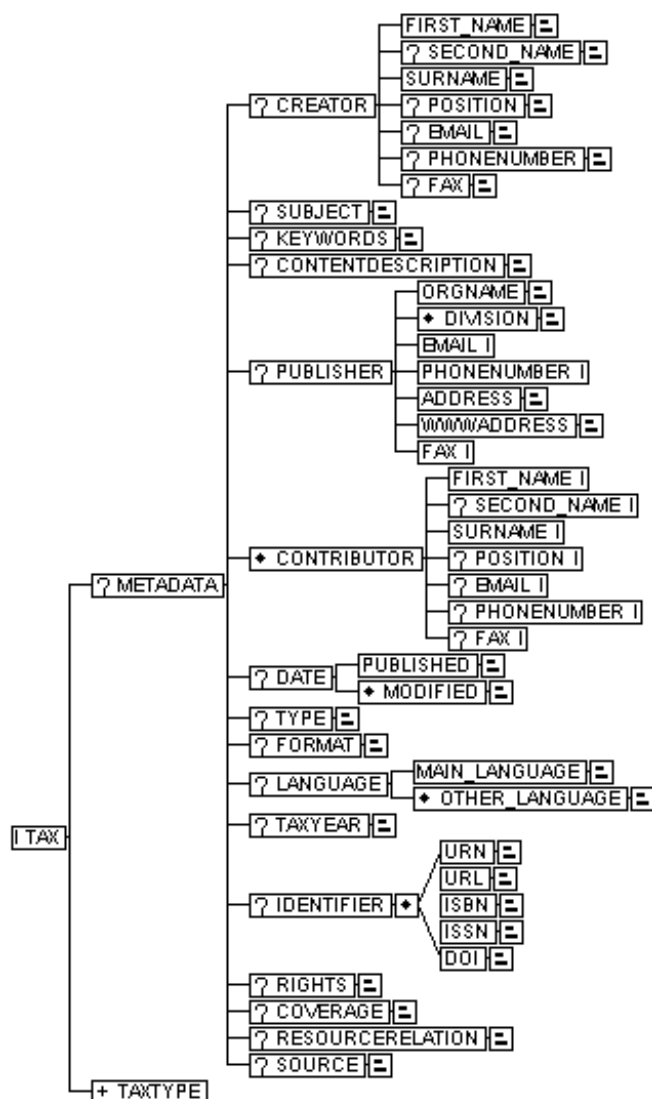 FIRST_NAME
? SECOND_NAME
SURNAME
? CREATOR
? POSITION
? EMAIL
? PHONENUMBER
? FAX
? SUBJECT
? KEYWORDS
? CONTENTDESCRIPTION
ORGNAME
◆ DIVISION
EMAIL |
? PUBLISHER
PHONENUMBER |
ADDRESS
WWWADDRESS
FAX |
FIRST_NAME |
? SECOND_NAME |
SURNAME |
◆ CONTRIBUTOR
? POSITION |
? METADATA
? EMAIL |
? PHONENUMBER |
? FAX |
? DATE
PUBLISHED
◆ MODIFIED
? TYPE
? FORMAT
? LANGUAGE
MAIN_LANGUAGE
◆ OTHER_LANGUAGE
? TAXYEAR
| TAX
URN
URL
? IDENTIFIER ◆
ISBN
ISSN
DOI
? RIGHTS
? COVERAGE
? RESOURCERELATION
? SOURCE
+ TAXTYPE